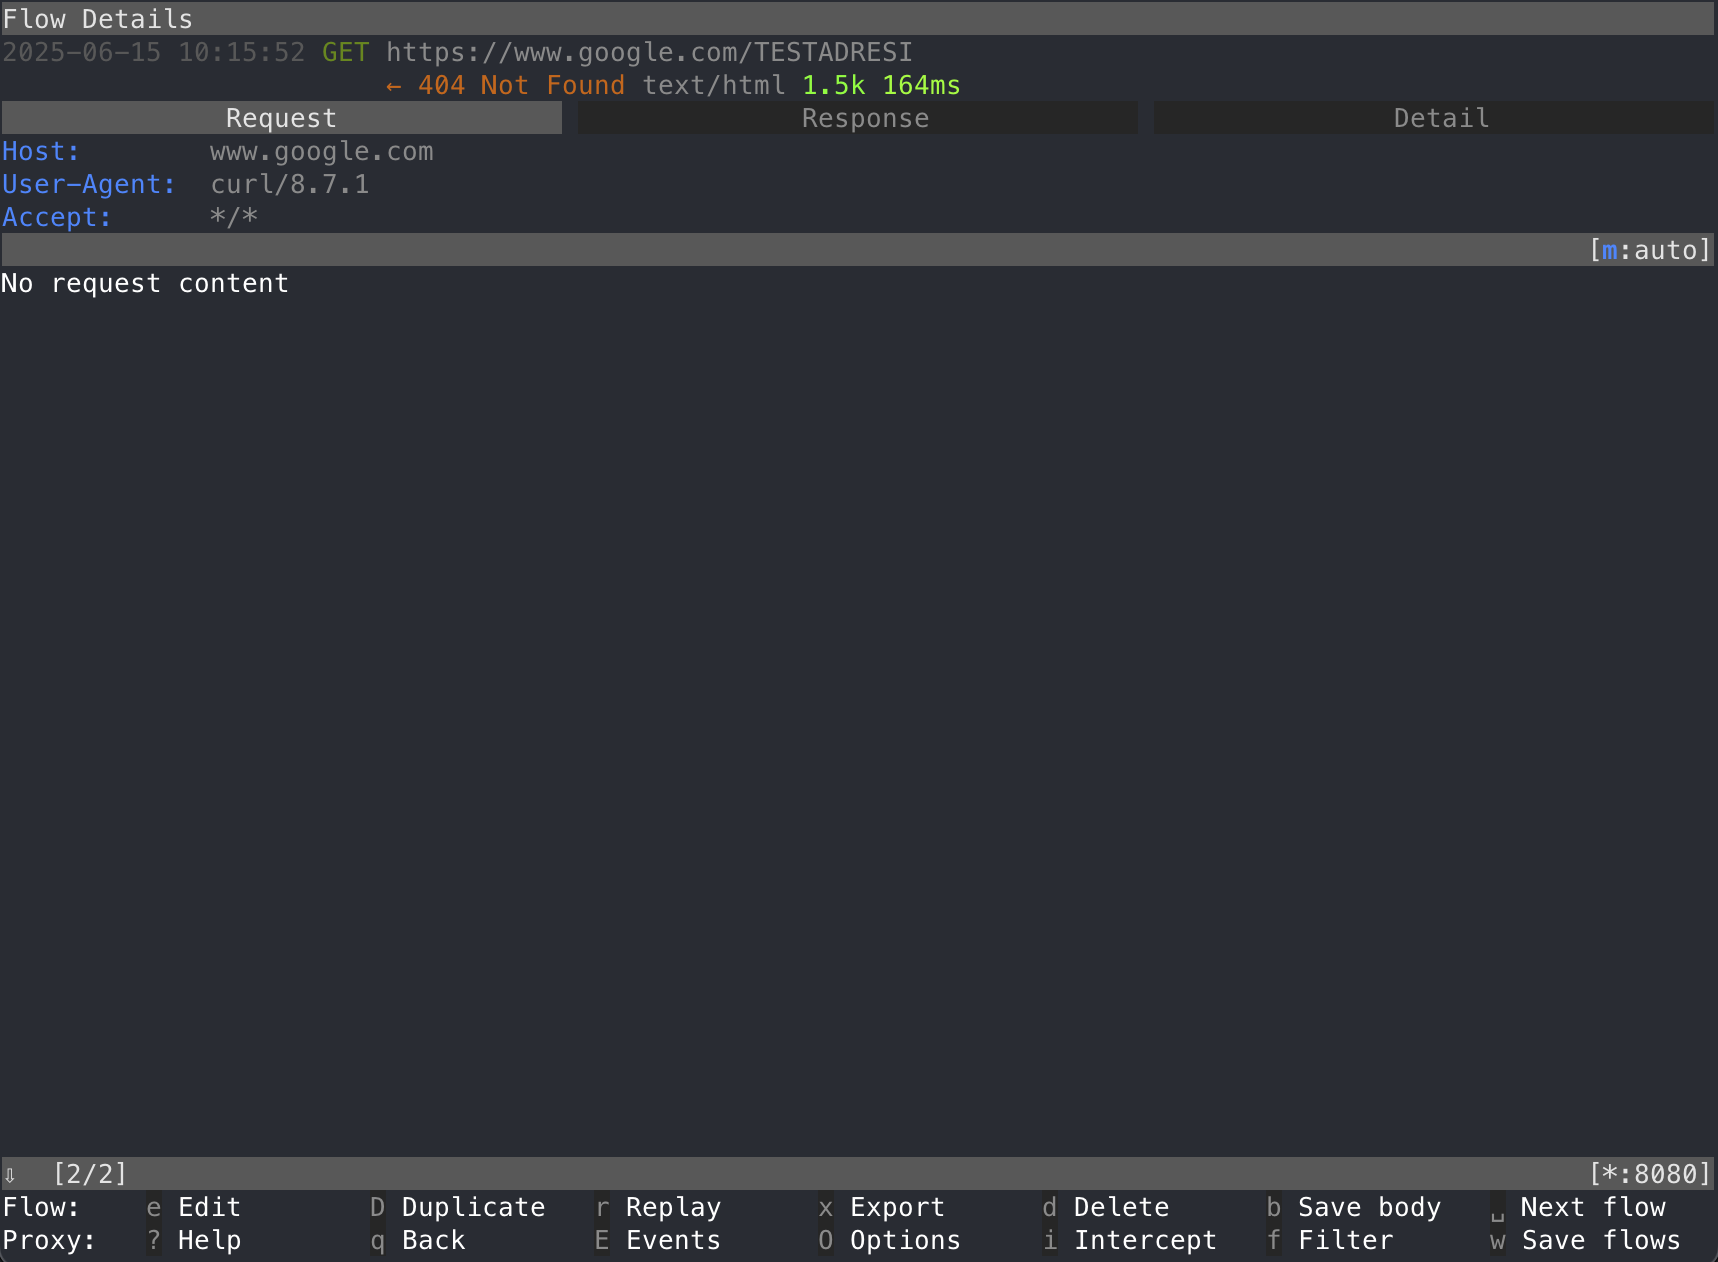 Flow Details
2025-06-15 10:15:52 GET https://www.google.com/TESTADRESI
← 404 Not Found text/html 1.5k 164ms
Request Response Detail
Host: www.google.com
User-Agent: curl/8.7.1
Accept: */*
[m:auto]
No request content
⇩ [2/2] [*:8080]
Flow: e Edit D Duplicate r Replay x Export d Delete b Save body ␣ Next flow
Proxy: ? Help q Back E Events O Options i Intercept f Filter w Save flows